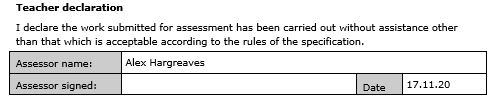 Teacher declaration
I declare the work submitted for assessment has been carried out without assistance other
than that which is acceptable according to the rules of the specification.
Assessor name: Alex Hargreaves
Assessor signed: Date 17.11.20